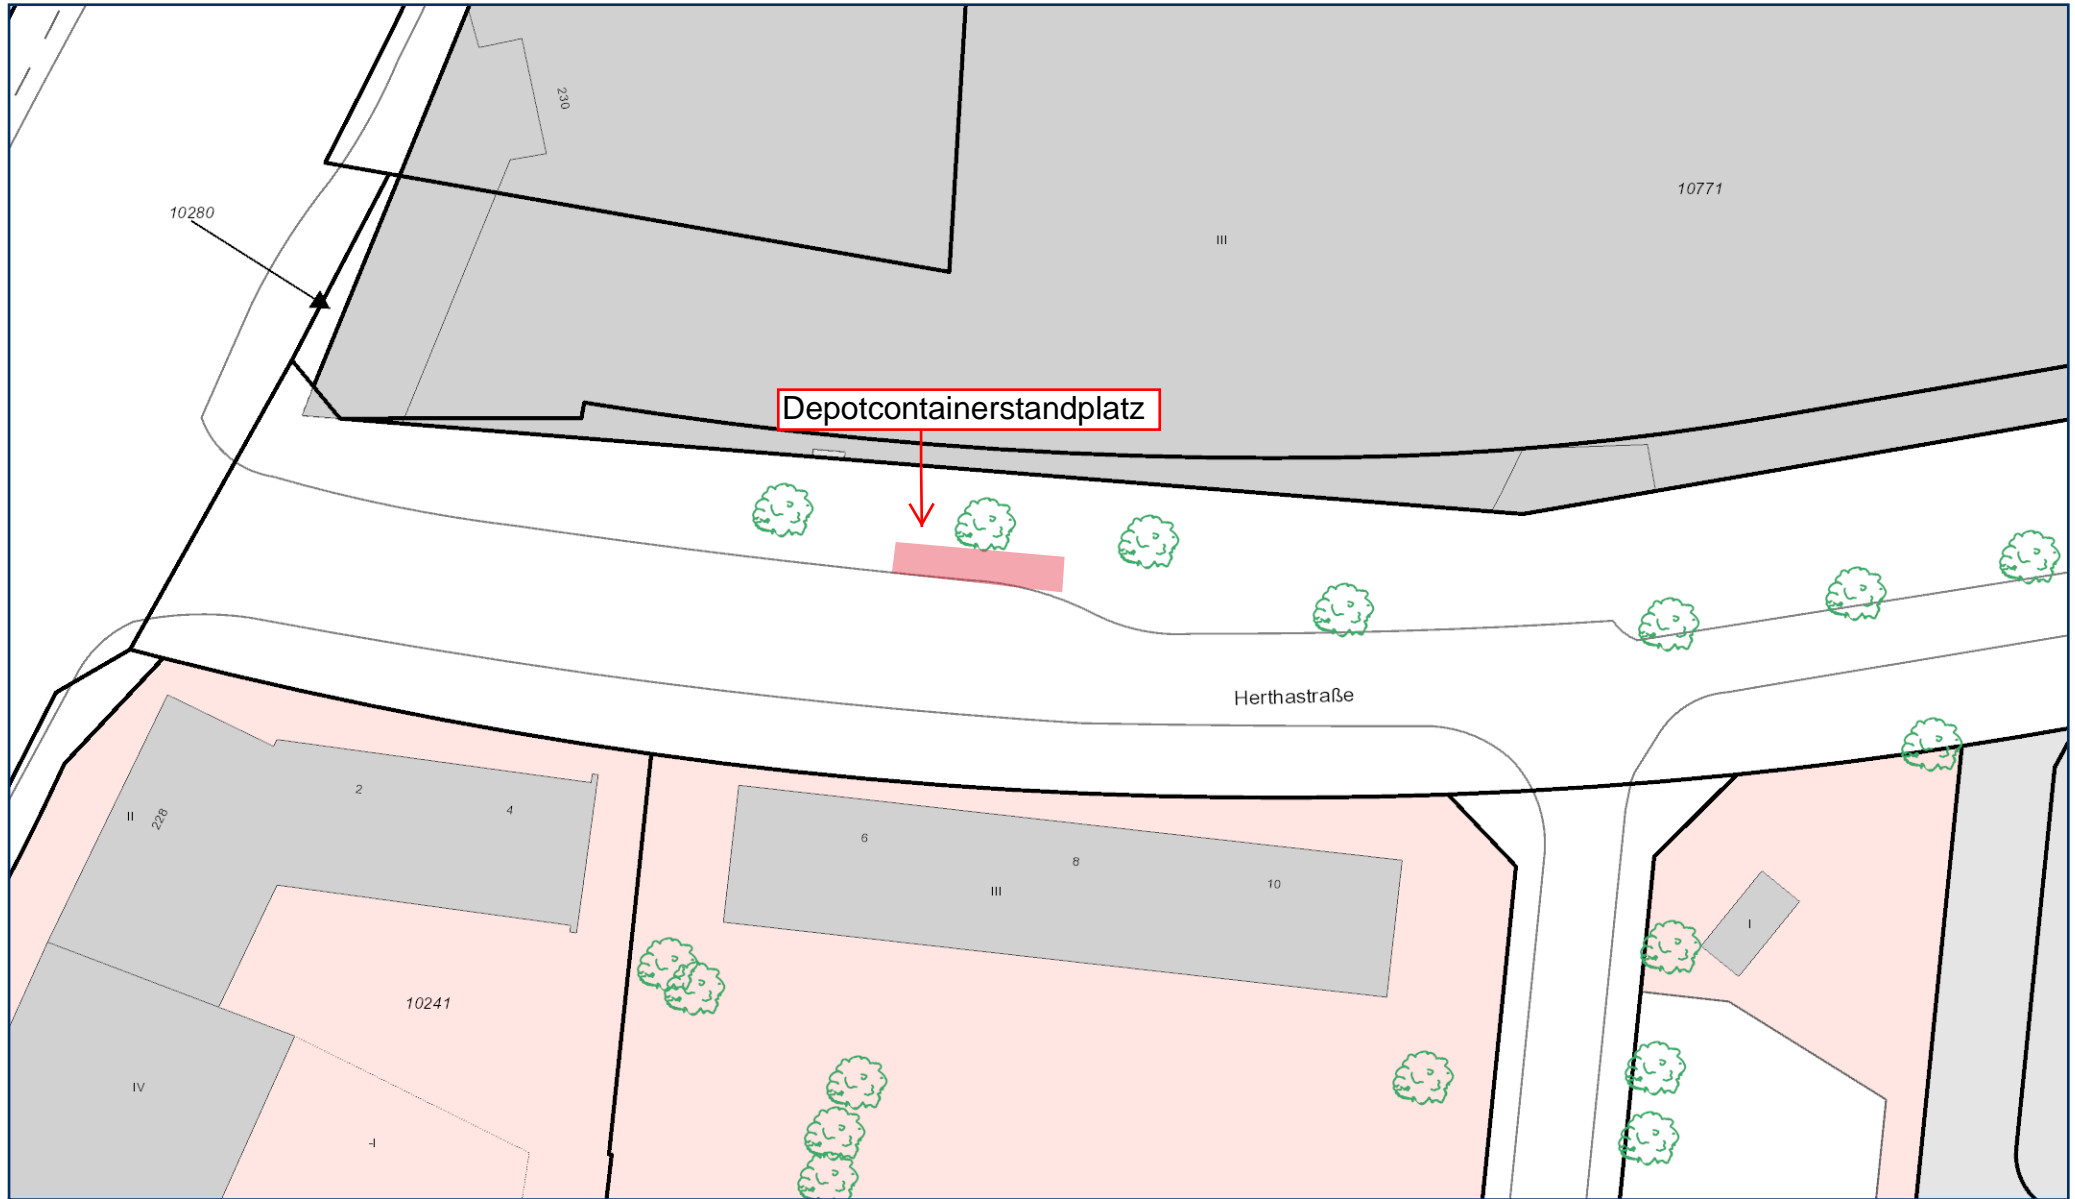 230
10771
10280
III
Depotcontainerstandplatz
Herthastraße
2
4
II
228
6
8
10
III
I
10241
IV
-I